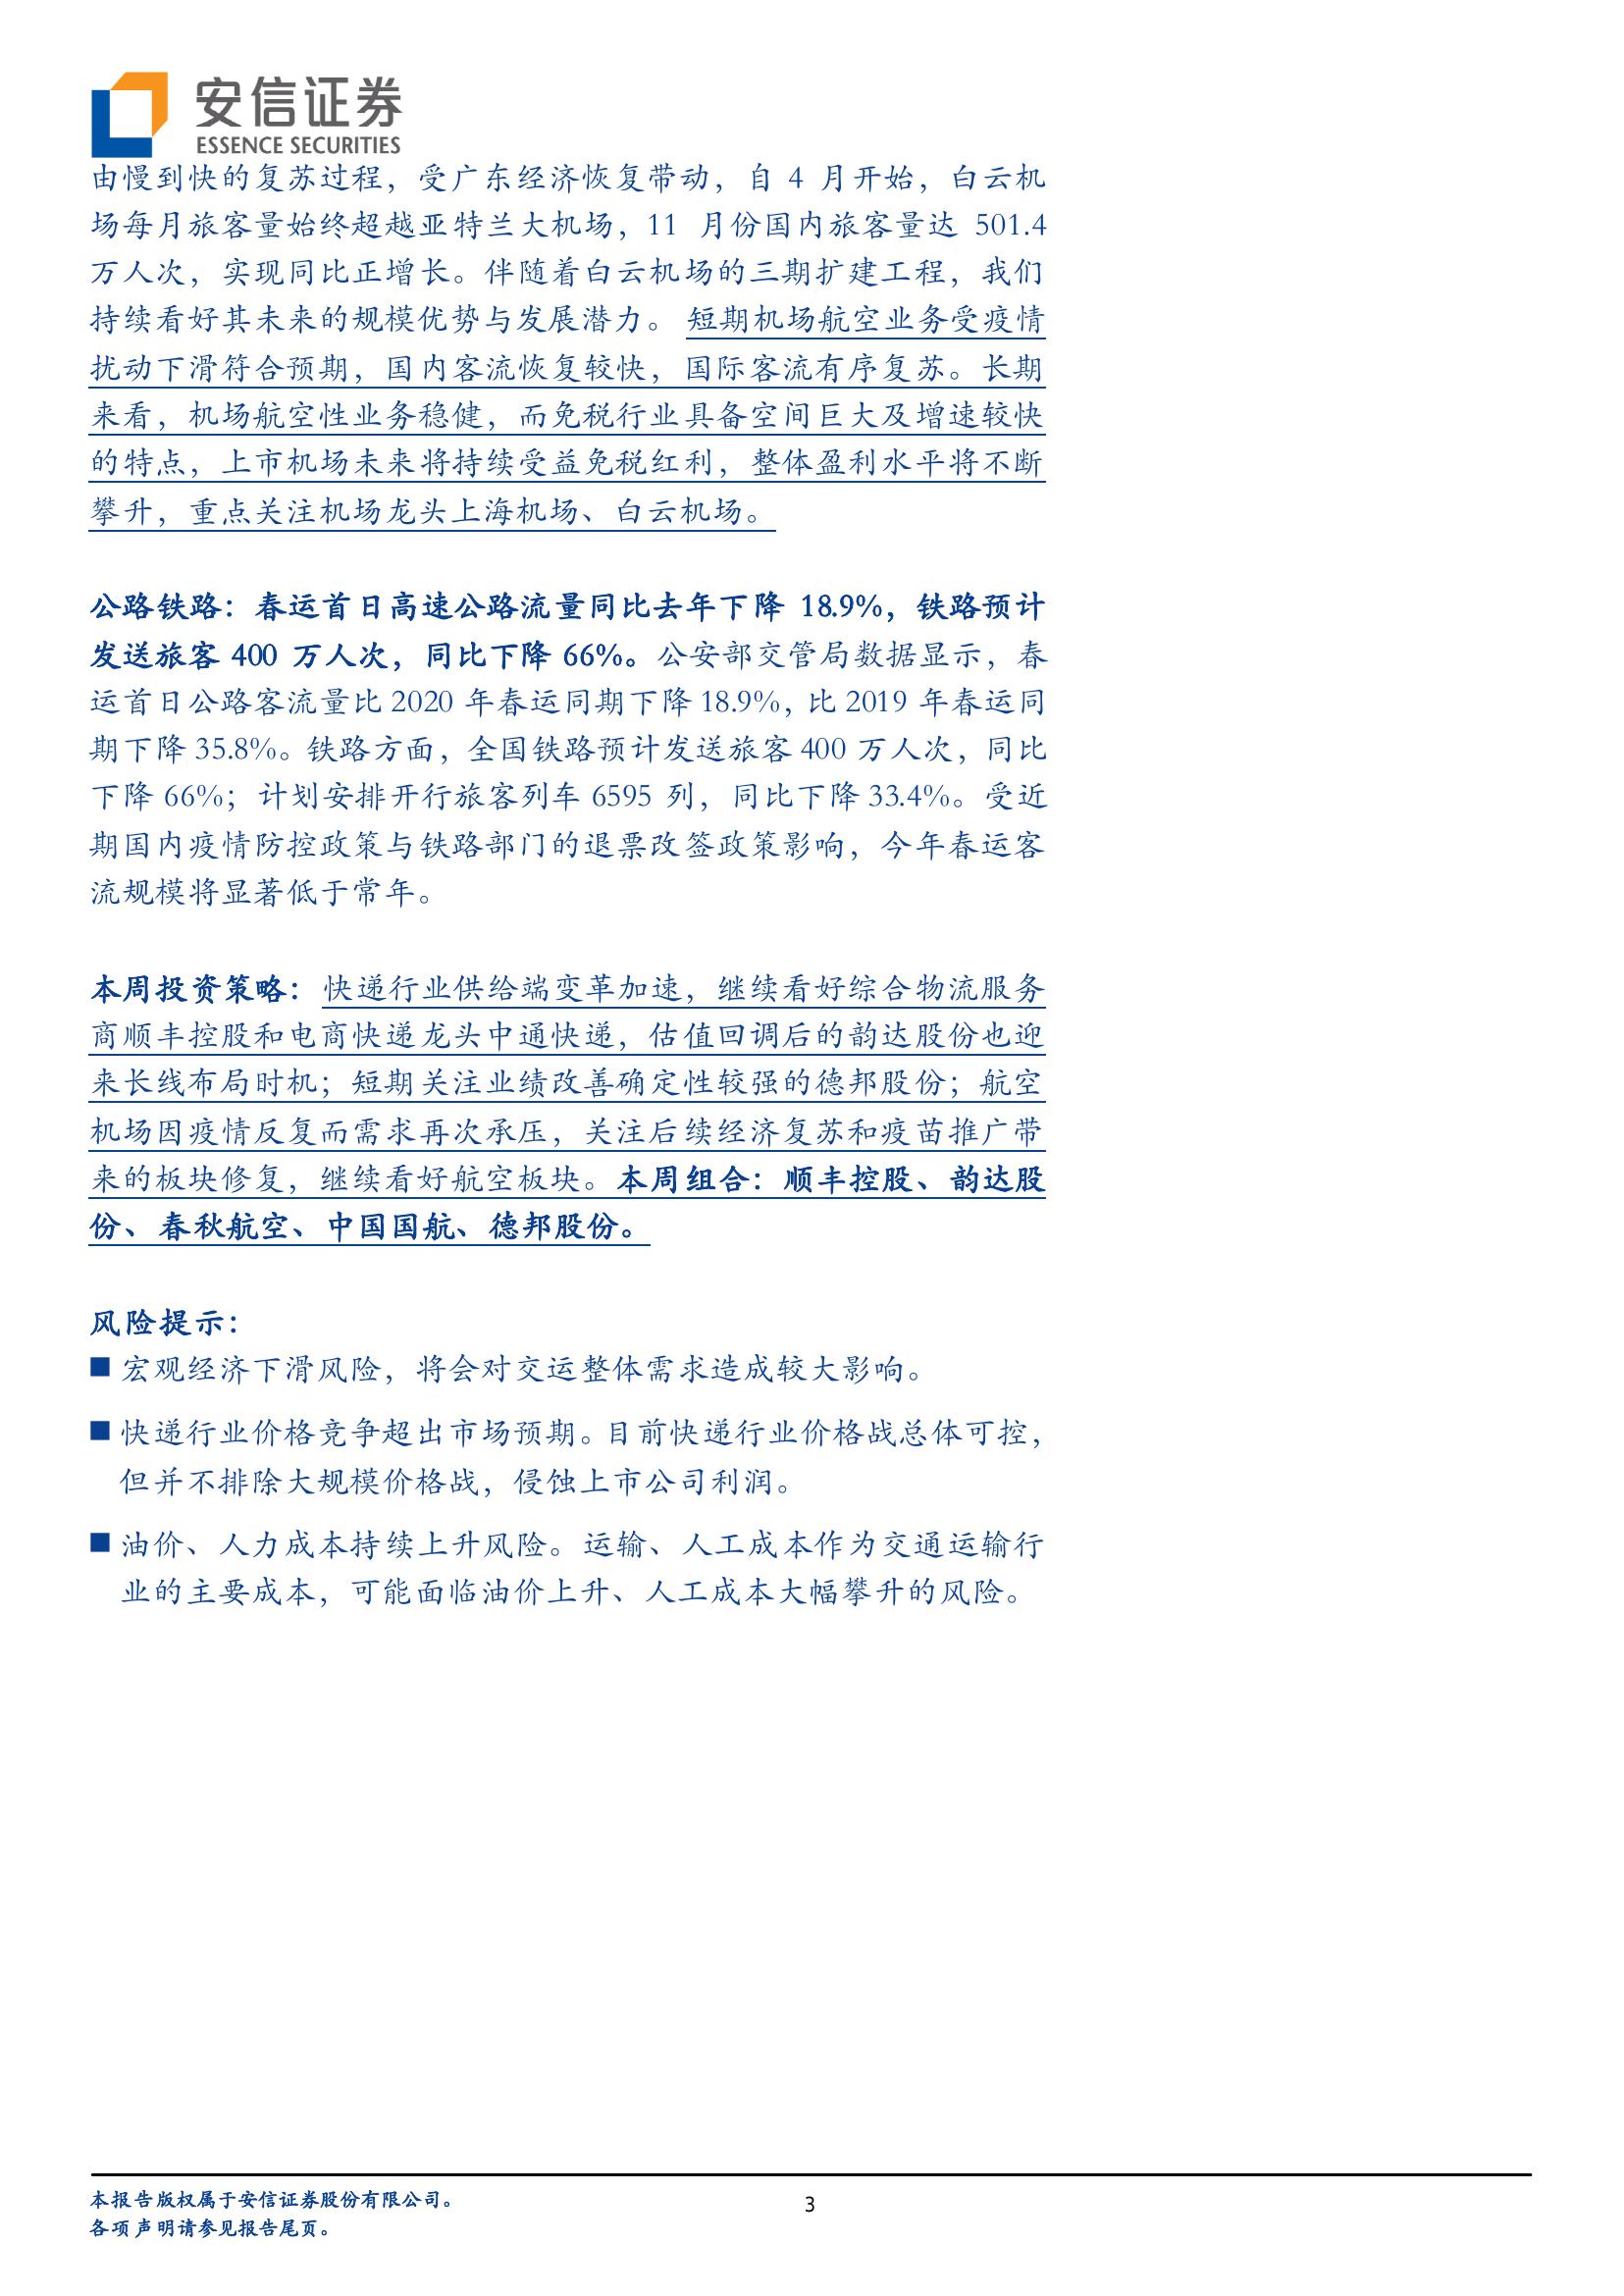 安信证券
ESSENCE SECURITIES
由慢到快的复苏过程，受广东经济恢复带动，自 4 月开始，白云机
场每月旅客量始终超越亚特兰大机场，11 月份国内旅客量达 501.4
万人次，实现同比正增长。伴随着白云机场的三期扩建工程，我们
持续看好其未来的规模优势与发展潜力。短期机场航空业务受疫情
扰动下滑符合预期，国内客流恢复较快，国际客流有序复苏。长期
来看，机场航空性业务稳健，而免税行业具备空间巨大及增速较快
的特点，上市机场未来将持续受益免税红利，整体盈利水平将不断
攀升，重点关注机场龙头上海机场、白云机场。
公路铁路：春运首日高速公路流量同比去年下降 18.9%，铁路预计
发送旅客 400 万人次，同比下降 66%。公安部交管局数据显示，春
运首日公路客流量比 2020 年春运同期下降 18.9%，比 2019 年春运同
期下降 35.8%。铁路方面，全国铁路预计发送旅客 400 万人次，同比
下降 66%；计划安排开行旅客列车 6595 列，同比下降 33.4%。受近
期国内疫情防控政策与铁路部门的退票改签政策影响，今年春运客
流规模将显著低于常年。
本周投资策略：快递行业供给端变革加速，继续看好综合物流服务
商顺丰控股和电商快递龙头中通快递，估值回调后的韵达股份也迎
来长线布局时机；短期关注业绩改善确定性较强的德邦股份；航空
机场因疫情反复而需求再次承压，关注后续经济复苏和疫苗推广带
来的板块修复，继续看好航空板块。本周组合：顺丰控股、韵达股
份、春秋航空、中国国航、德邦股份。
风险提示：
■ 宏观经济下滑风险，将会对交运整体需求造成较大影响。
■ 快递行业价格竞争超出市场预期。目前快递行业价格战总体可控，
但并不排除大规模价格战，侵蚀上市公司利润。
■ 油价、人力成本持续上升风险。运输、人工成本作为交通运输行
业的主要成本，可能面临油价上升、人工成本大幅攀升的风险。
本报告版权属于安信证券股份有限公司。
3
各项声明请参见报告尾页。